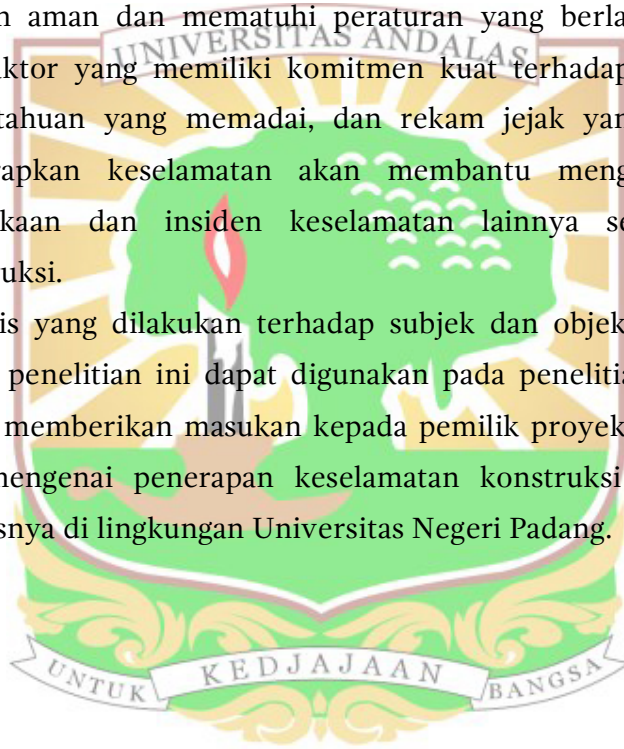 aman dan mematuhi peraturan yang berla
UNIVERSITAS ANDALAS
aktor yang memiliki komitmen kuat terhadap
tahuan yang memadai, dan rekam jejak yan
rapkan keselamatan akan membantu meng
kaan dan insiden keselamatan lainnya se
uksi.
is yang dilakukan terhadap subjek dan objek
penelitian ini dapat digunakan pada penelitia
memberikan masukan kepada pemilik proyek
mengenai penerapan keselamatan konstruksi
snya di lingkungan Universitas Negeri Padang.
UNTUK KEDJAJAAN BANGSA